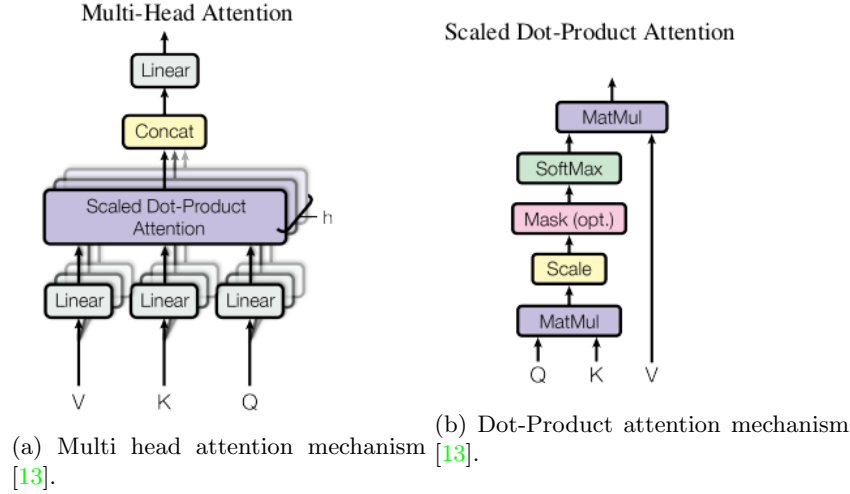 Multi-Head Attention
Linear
Concat
Scaled Dot-Product
Attention
h
Linear
Linear
Linear
V
K
Q
(a) Multi head attention mechanism
[13].
Scaled Dot-Product Attention
MatMul
SoftMax
Mask (opt.)
Scale
MatMul
Q
K
V
(b) Dot-Product attention mechanism
[13].